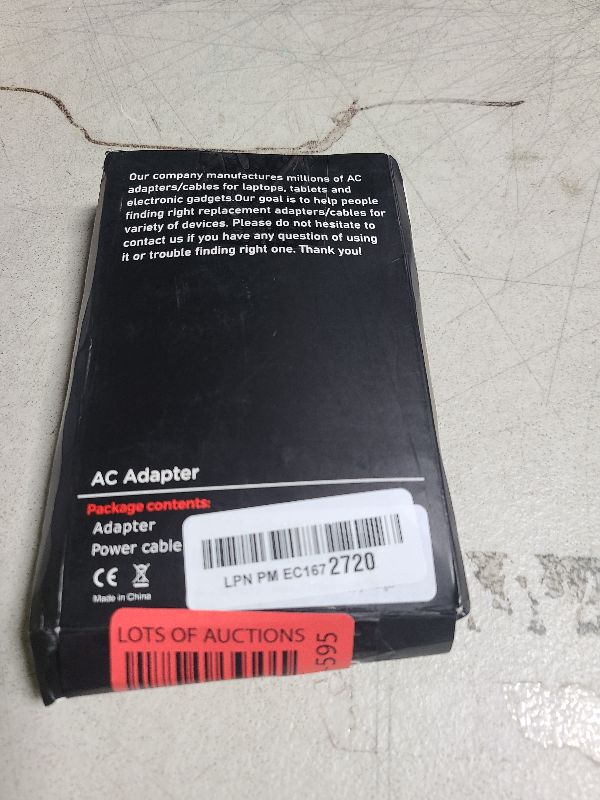 Our company manufactures millions of AC
adapters/cables for laptops, tablets and
electronic gadgets.Our goal is to help people
finding right replacement adapters/cables for
variety of devices. Please do not hesitate to
contact us if you have any question of using
it or trouble finding right one. Thank you!
AC Adapter
Package contents:
Adapter
Power cable
CE
Made in China
LPN PM EC167 2720
LOTS OF AUCTIONS
595